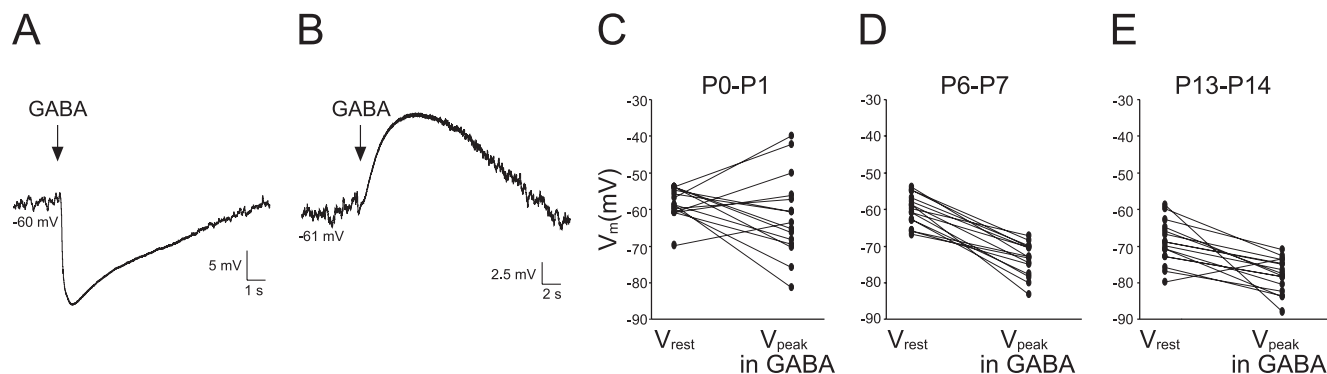 A
GABA
-60 mV
5 mV
1 s
B
GABA
-61 mV
2.5 mV
2 s
C
P0-P1
Vm(mV)
-30
-40
-50
-60
-70
-80
-90
Vrest
Vpeak
in GABA
D
P6-P7
-30
-40
-50
-60
-70
-80
-90
Vrest
Vpeak
in GABA
E
P13-P14
-30
-40
-50
-60
-70
-80
-90
Vrest
Vpeak
in GABA